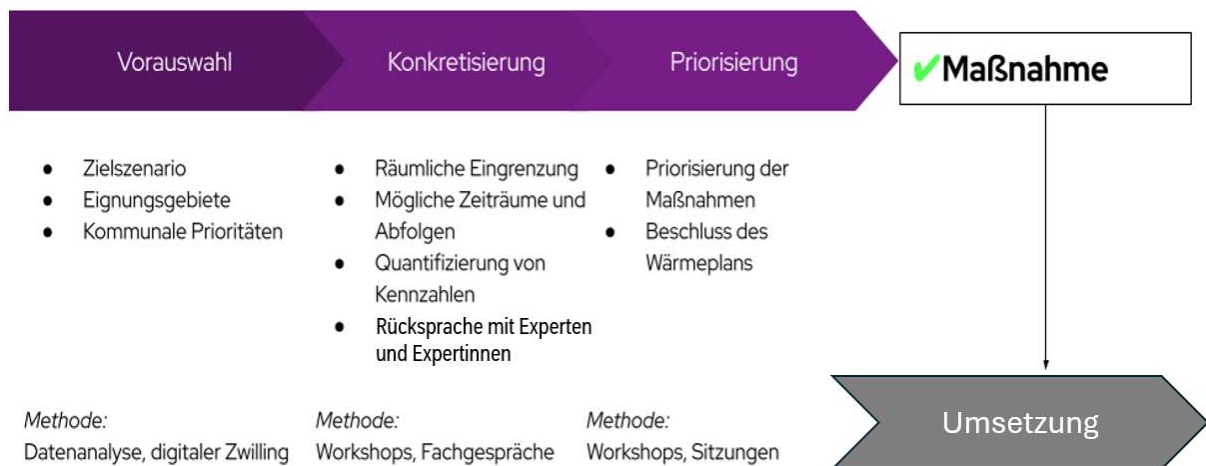 Vorauswahl
Konkretisierung
Priorisierung
✔Maßnahme
● Zielszenario
● Eignungsgebiete
● Kommunale Prioritäten
● Räumliche Eingrenzung
● Mögliche Zeiträume und
Abfolgen
● Quantifizierung von
Kennzahlen
● Rücksprache mit Experten
und Expertinnen
● Priorisierung der
Maßnahmen
● Beschluss des
Wärmeplans
Methode:
Datenanalyse, digitaler Zwilling
Methode:
Workshops, Fachgespräche
Methode:
Workshops, Sitzungen
Umsetzung